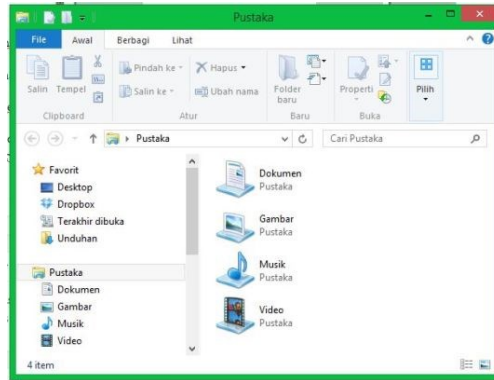 Pustaka
File Awal Berbagi Lihat
Salin Tempel
Pindah ke
Salin ke
Hapus
Ubah nama
Folder baru
Properti
Pilih
Clipboard Atur Baru Buka
Pustaka
Cari Pustaka
Favorit
Desktop
Dropbox
Terakhir dibuka
Unduhan
Pustaka
Dokumen
Gambar
Musik
Video
Dokumen
Pustaka
Gambar
Pustaka
Musik
Pustaka
Video
Pustaka
4 item